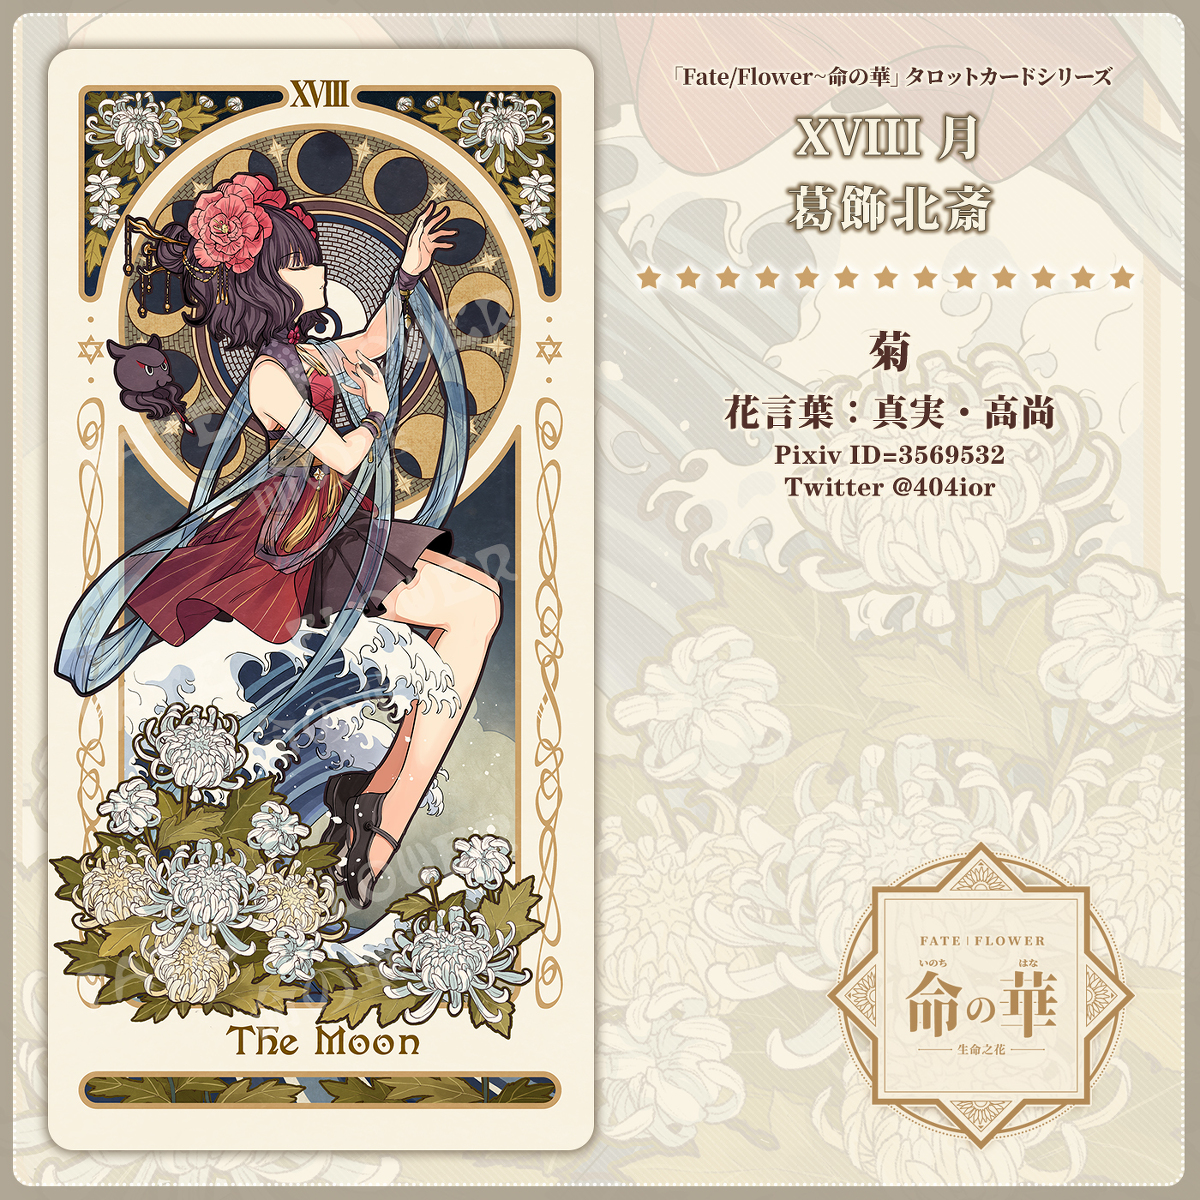 XVIII
The Moon
「Fate/Flower~命の華」タロットカードシリーズ
XVIII 月
葛飾北斎
菊
花言葉：真実・高尚
Pixiv ID=3569532
Twitter @404ior
FATE | FLOWER
いのち はな
命の華
生命之花